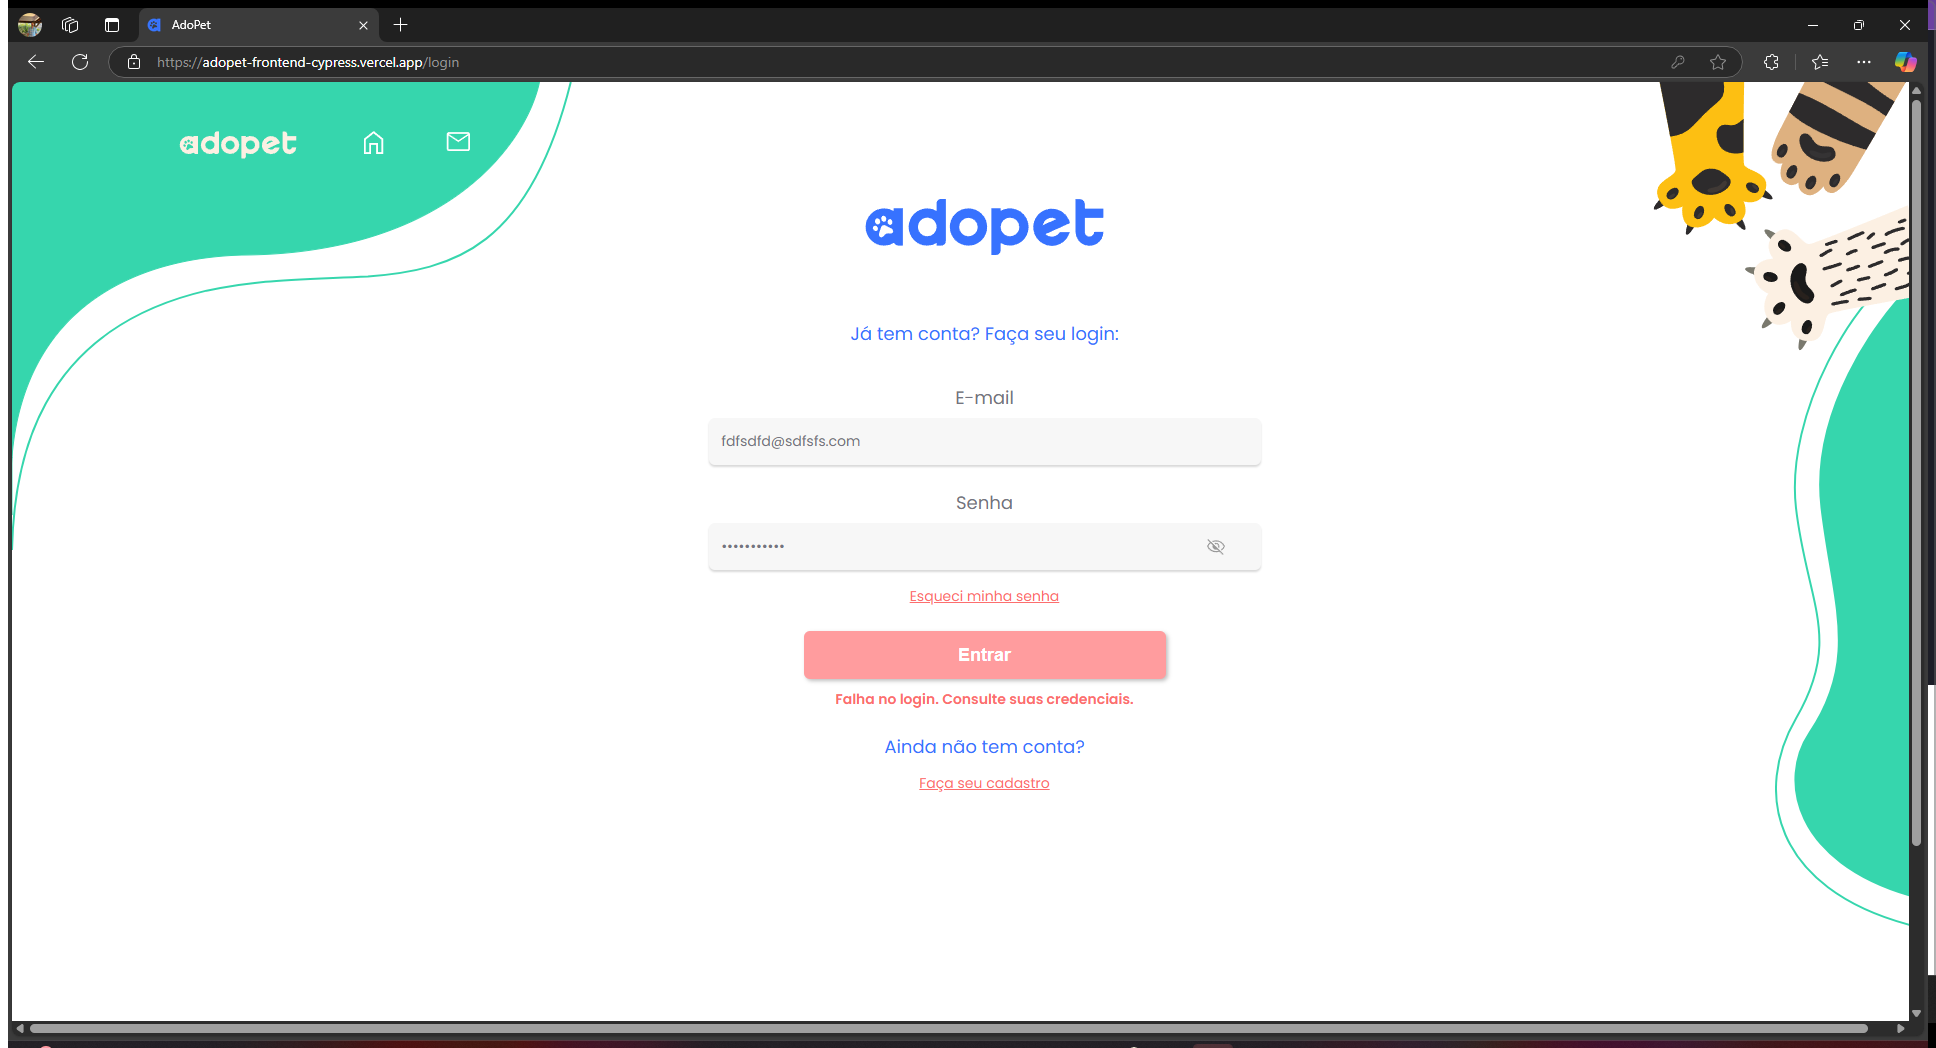 AdoPet
https://adopet-frontend-cypress.vercel.app/login
adopet
adopet
Já tem conta? Faça seu login:
E-mail
fdfsdfd@sdfsfs.com
Senha
•••••••••••
Esqueci minha senha
Entrar
Falha no login. Consulte suas credenciais.
Ainda não tem conta?
Faça seu cadastro